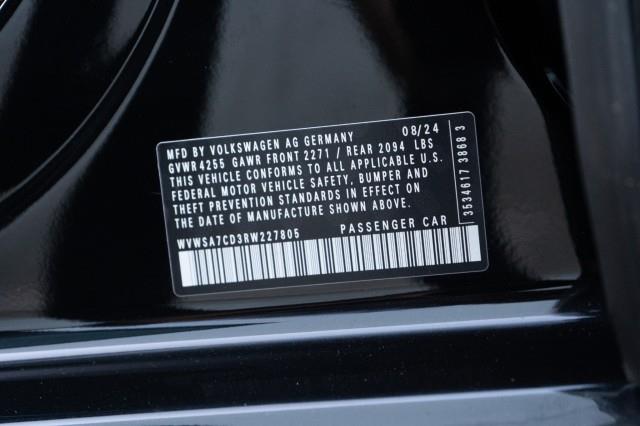 MFD BY VOLKSWAGEN AG GERMANY 08/24
GVWR4255 GAWR FRONT 2271 / REAR 2094 LBS
THIS VEHICLE CONFORMS TO ALL APPLICABLE U.S.
FEDERAL MOTOR VEHICLE SAFETY, BUMPER AND
THEFT PREVENTION STANDARDS IN EFFECT ON
THE DATE OF MANUFACTURE SHOWN ABOVE.
WVWSA7CD3RW227805 PASSENGER CAR
3534617 3868 3